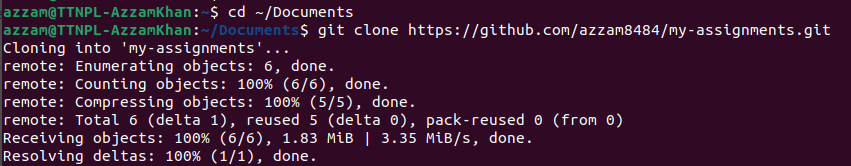 azzam@TTNPL-AzzamKhan:~$ cd ~/Documents
azzam@TTNPL-AzzamKhan:~/Documents$ git clone https://github.com/azzam8484/my-assignments.git
Cloning into 'my-assignments'...
remote: Enumerating objects: 6, done.
remote: Counting objects: 100% (6/6), done.
remote: Compressing objects: 100% (5/5), done.
remote: Total 6 (delta 1), reused 5 (delta 0), pack-reused 0 (from 0)
Receiving objects: 100% (6/6), 1.83 MiB | 3.35 MiB/s, done.
Resolving deltas: 100% (1/1), done.